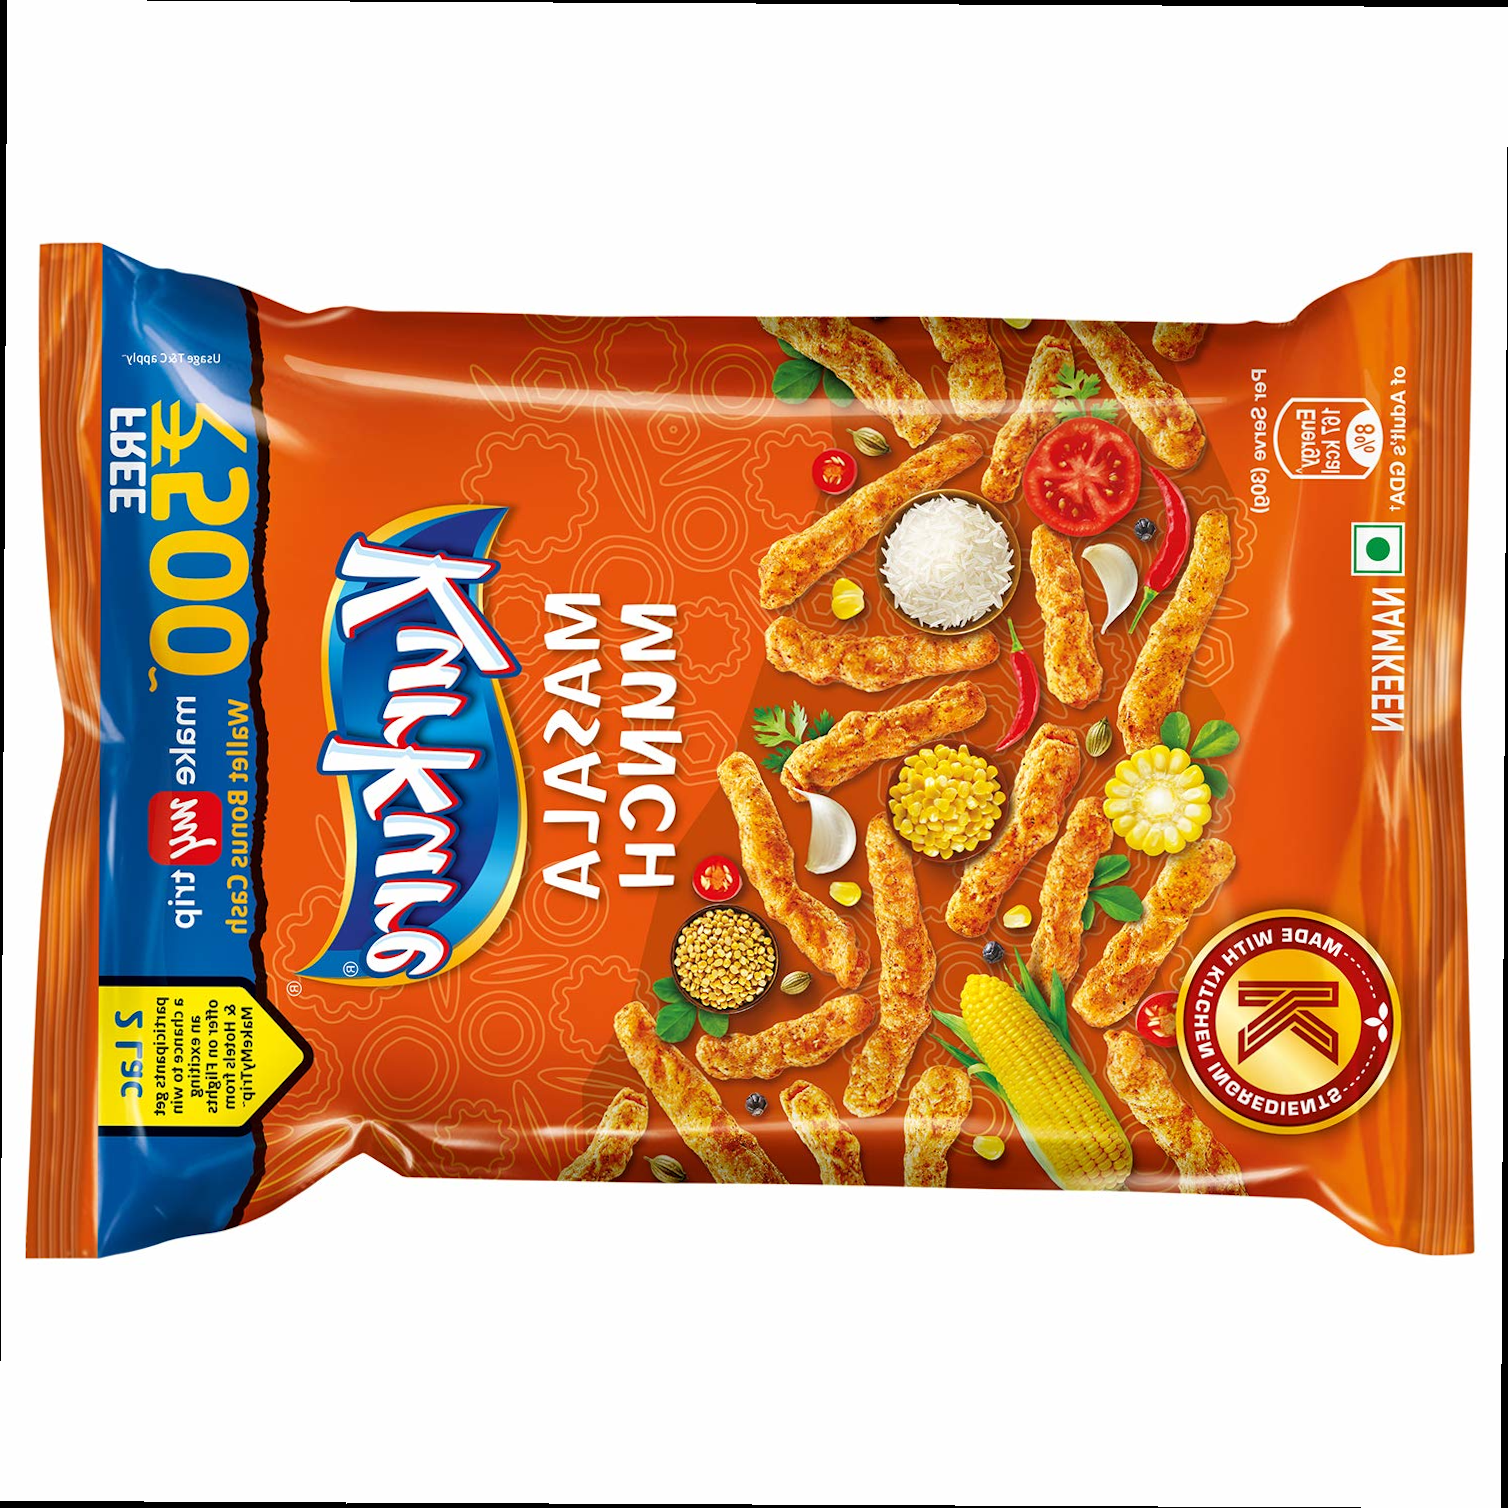 FREE
₹500~
Usage T&C apply~
Wallet Bonus Cash
make my trip
2 Lac
participants get
a chance to win
an exciting
offer on Flights
& Hotels from
MakeMyTrip~
Kurkure®
®
MASALA
MUNCH
Per Serve (30g)
Energy^
167 kcal
8%
of Adult's GDA†
NAMKEEN
MADE WITH KITCHEN INGREDIENTS
K